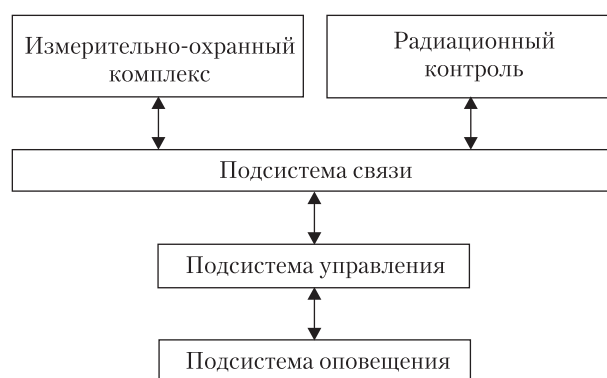 Измерительно-охранный
комплекс
Радиационный
контроль
Подсистема связи
Подсистема управления
Подсистема оповещения